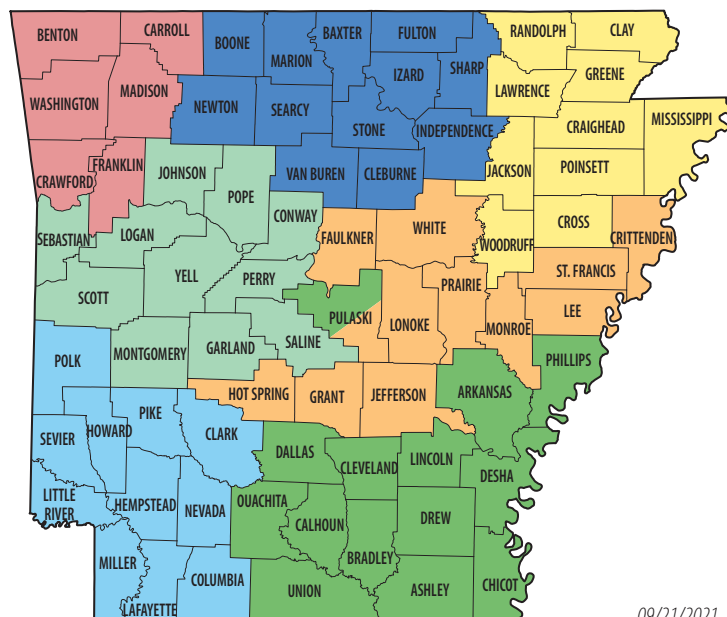 BENTON
CARROLL
BOONE
MARION
BAXTER
FULTON
RANDOLPH
CLAY
WASHINGTON
MADISON
NEWTON
SEARCY
IZARD
SHARP
LAWRENCE
GREENE
MISSISSIPPI
STONE
INDEPENDENCE
CRAIGHEAD
CRAWFORD
FRANKLIN
JOHNSON
POPE
VAN BUREN
CLEBURNE
JACKSON
POINSETT
SEBASTIAN
LOGAN
CONWAY
FAULKNER
WHITE
WOODRUFF
CROSS
CRITTENDEN
SCOTT
YELL
PERRY
PULASKI
LONOKE
PRAIRIE
MONROE
ST. FRANCIS
LEE
POLK
MONTGOMERY
GARLAND
SALINE
PHILLIPS
HOT SPRING
GRANT
JEFFERSON
ARKANSAS
SEVIER
HOWARD
PIKE
CLARK
DALLAS
CLEVELAND
LINCOLN
DESHA
LITTLE
RIVER
HEMPSTEAD
NEVADA
OUACHITA
CALHOUN
DREW
MILLER
LAFAYETTE
COLUMBIA
UNION
BRADLEY
ASHLEY
CHICOT
09/21/2021